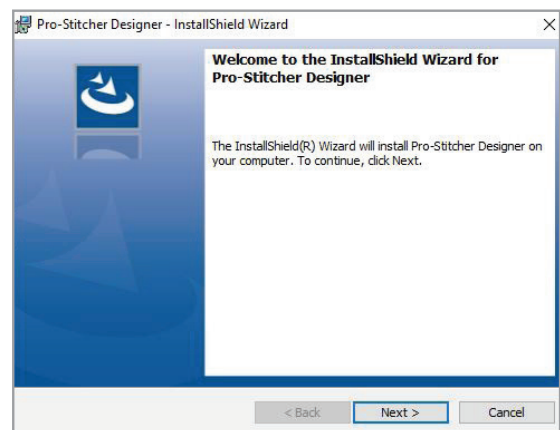 Pro-Stitcher Designer - InstallShield Wizard
Welcome to the InstallShield Wizard for
Pro-Stitcher Designer
The InstallShield(R) Wizard will install Pro-Stitcher Designer on
your computer. To continue, click Next.
< Back
Next >
Cancel